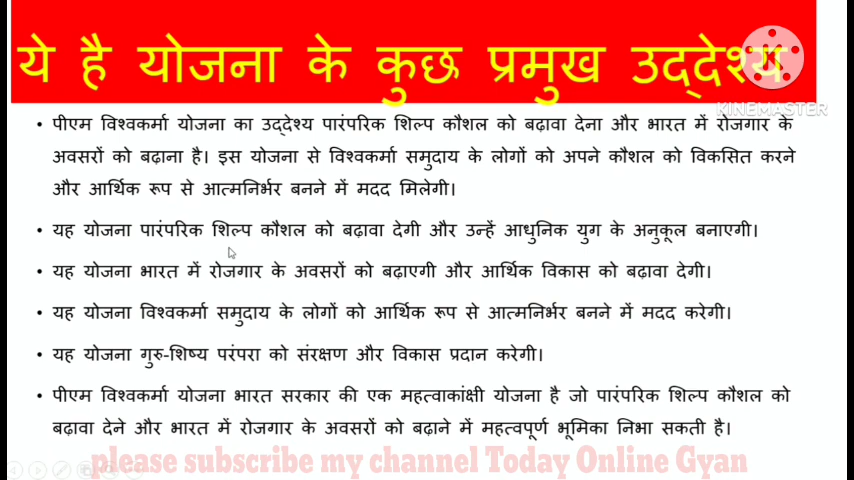 ये है योजना के कुछ प्रमुख उद्देश्य
KINEMASTER
• पीएम विश्वकर्मा योजना का उद्देश्य पारंपरिक शिल्प कौशल को बढ़ावा देना और भारत में रोजगार के
अवसरों को बढ़ाना है। इस योजना से विश्वकर्मा समुदाय के लोगों को अपने कौशल को विकसित करने
और आर्थिक रूप से आत्मनिर्भर बनने में मदद मिलेगी।
• यह योजना पारंपरिक शिल्प कौशल को बढ़ावा देगी और उन्हें आधुनिक युग के अनुकूल बनाएगी।
• यह योजना भारत में रोजगार के अवसरों को बढ़ाएगी और आर्थिक विकास को बढ़ावा देगी।
• यह योजना विश्वकर्मा समुदाय के लोगों को आर्थिक रूप से आत्मनिर्भर बनने में मदद करेगी।
• यह योजना गुरु-शिष्य परंपरा को संरक्षण और विकास प्रदान करेगी।
• पीएम विश्वकर्मा योजना भारत सरकार की एक महत्वाकांक्षी योजना है जो पारंपरिक शिल्प कौशल को
बढ़ावा देने और भारत में रोजगार के अवसरों को बढ़ाने में महत्वपूर्ण भूमिका निभा सकती है।
please subscribe my channel Today Online Gyan